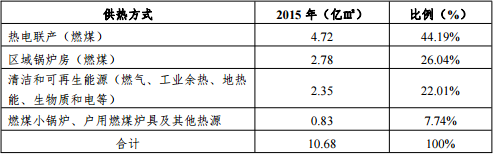 供热方式 2015 年（亿㎡） 比例（%）
热电联产（燃煤） 4.72 44.19%
区域锅炉房（燃煤） 2.78 26.04%
清洁和可再生能源（燃气、工业余热、地热
能、生物质和电等） 2.35 22.01%
燃煤小锅炉、户用燃煤炉具及其他热源 0.83 7.74%
合计 10.68 100%